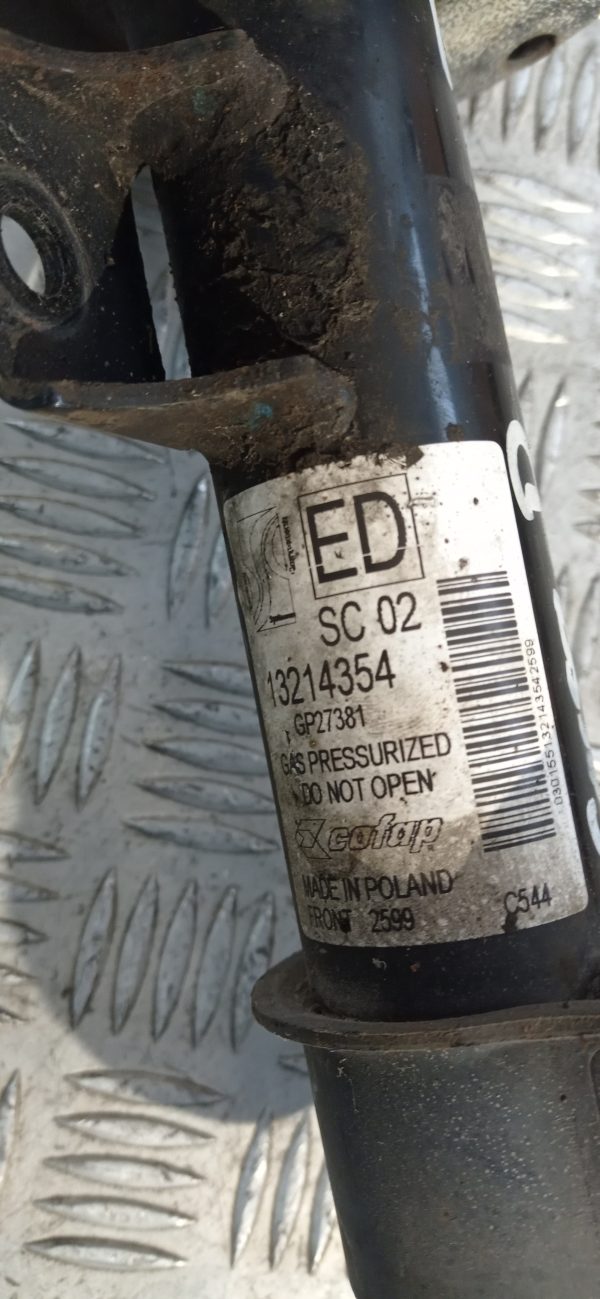 ED
SC 02
13214354
GP27381
GAS PRESSURIZED
DO NOT OPEN
cofap
MADE IN POLAND
FRONT 2599
C544